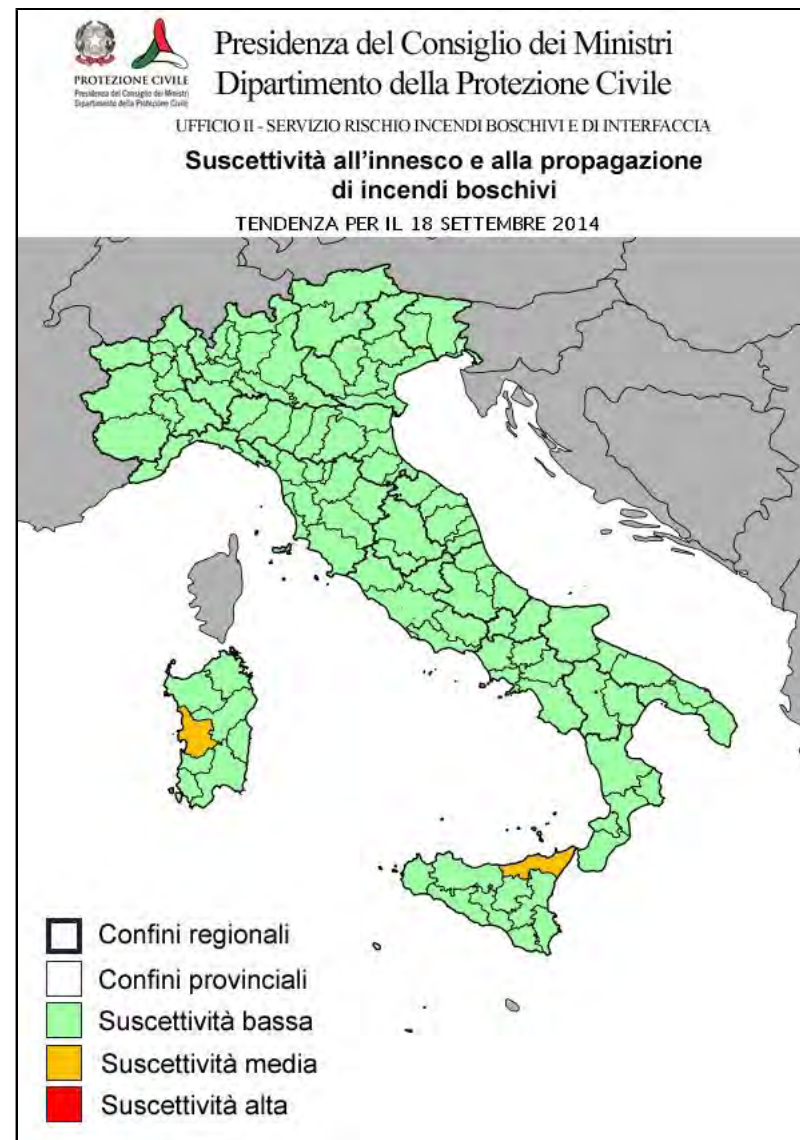 PROTEZIONE CIVILE
Presidenza del Consiglio dei Ministri
Dipartimento della Protezione Civile
Presidenza del Consiglio dei Ministri
Dipartimento della Protezione Civile
UFFICIO II - SERVIZIO RISCHIO INCENDI BOSCHIVI E DI INTERFACCIA
Suscettività all'innesco e alla propagazione
di incendi boschivi
TENDENZA PER IL 18 SETTEMBRE 2014
Confini regionali
Confini provinciali
Suscettività bassa
Suscettività media
Suscettività alta